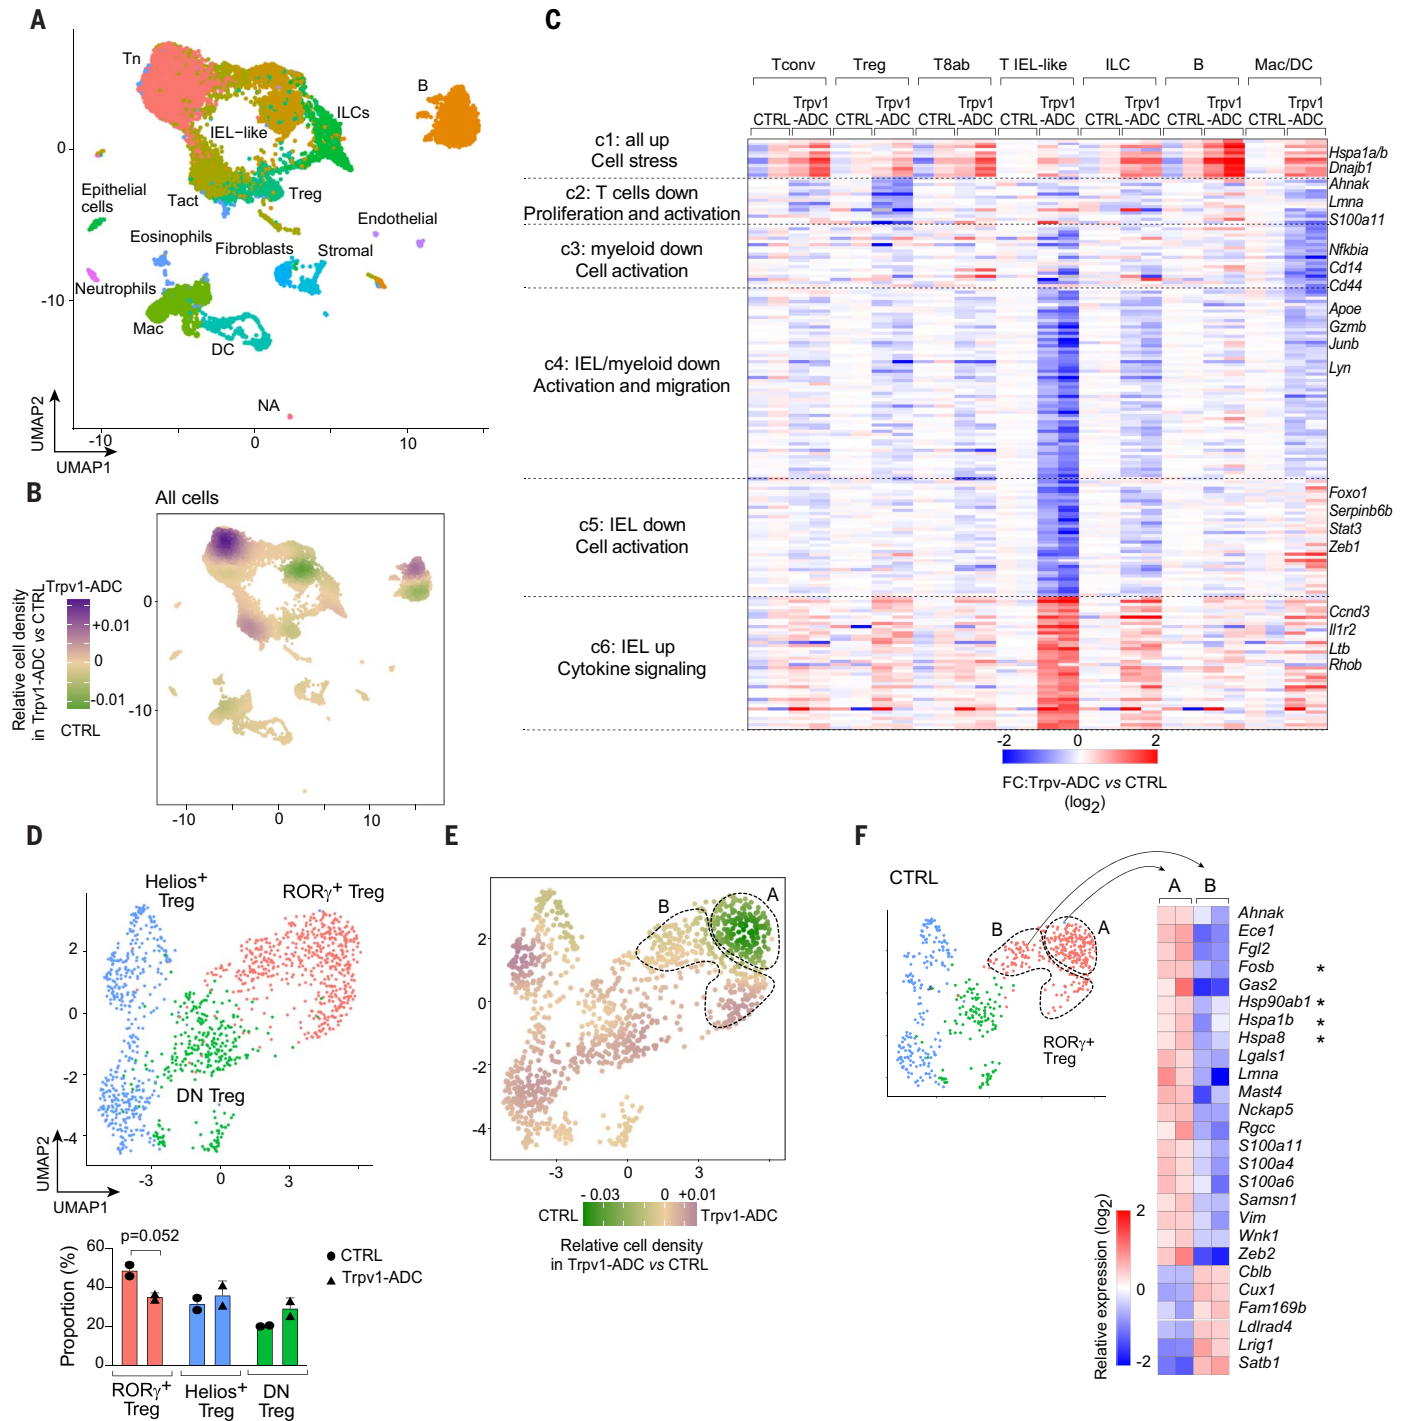 A
Tn
B
ILCs
IEL−like
0
Epithelial
cells
Tact
Treg
Endothelial
Eosinophils
Fibroblasts
Stromal
Neutrophils
-10
Mac
DC
NA
UMAP2
-10
0
10
UMAP1
B
All cells
Relative cell density
in Trpv1-ADC vs CTRL
Trpv1-ADC
+0.01
0
-0.01
CTRL
0
-10
-10
0
10
C
Tconv
Treg
T8ab
T IEL-like
ILC
B
Mac/DC
Trpv1 Trpv1 Trpv1 Trpv1 Trpv1 Trpv1 Trpv1
CTRL -ADC CTRL -ADC CTRL -ADC CTRL -ADC CTRL -ADC CTRL -ADC CTRL -ADC
c1: all up
Cell stress
c2: T cells down
Proliferation and activation
c3: myeloid down
Cell activation
c4: IEL/myeloid down
Activation and migration
c5: IEL down
Cell activation
c6: IEL up
Cytokine signaling
Hspa1a/b
Dnajb1
Ahnak
Lmna
S100a11
Nfkbia
Cd14
Cd44
Apoe
Gzmb
Junb
Lyn
Foxo1
Serpinb6b
Stat3
Zeb1
Ccnd3
Il1r2
Ltb
Rhob
-2
0
2
FC:Trpv-ADC vs CTRL
(log2)
D
Helios+
Treg
RORγ+ Treg
2
0
-2
-4
DN Treg
UMAP2
-3
0
3
UMAP1
p=0.052
Proportion (%)
60
40
20
0
CTRL
Trpv1-ADC
RORγ+
Treg
Helios+
Treg
DN
Treg
E
B
A
2
0
-2
-4
-3
0
3
- 0.03
0
+0.01
CTRL
Trpv1-ADC
Relative cell density
in Trpv1-ADC vs CTRL
F
CTRL
B
A
RORγ+
Treg
A
B
Ahnak
Ece1
Fgl2
Fosb *
Gas2
Hsp90ab1 *
Hspa1b *
Hspa8 *
Lgals1
Lmna
Mast4
Nckap5
Rgcc
S100a11
S100a4
S100a6
Samsn1
Vim
Wnk1
Zeb2
Cblb
Cux1
Fam169b
Ldlrad4
Lrig1
Satb1
Relative expression (log2)
2
0
-2